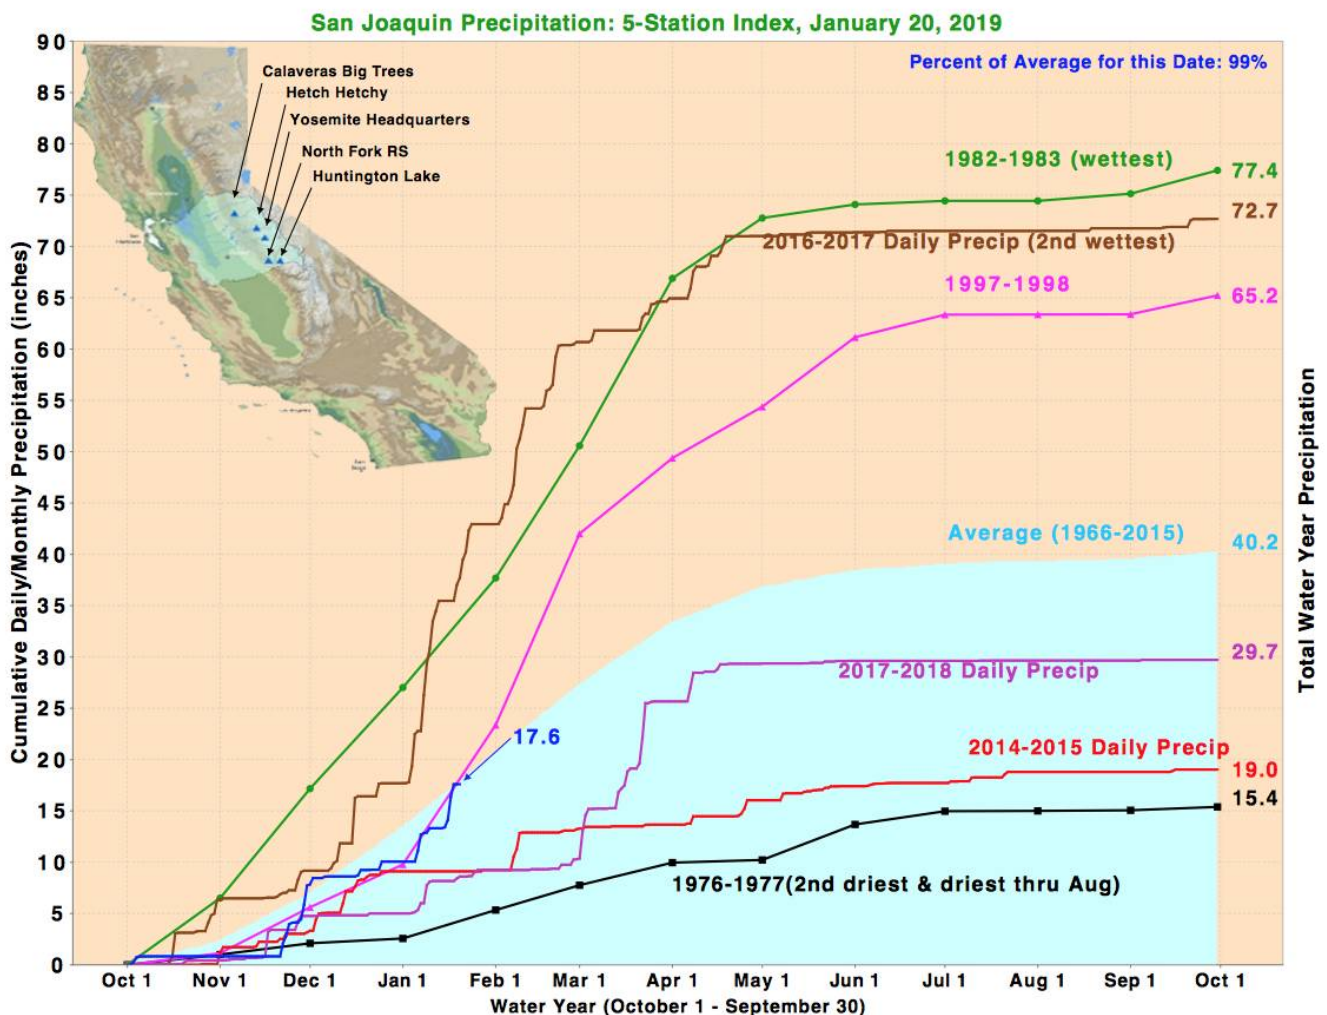 San Joaquin Precipitation: 5-Station Index, January 20, 2019
Percent of Average for this Date: 99%
Calaveras Big Trees
Hetch Hetchy
Yosemite Headquarters
North Fork RS
Huntington Lake
Cumulative Daily/Monthly Precipitation (inches)
90
85
80
75
70
65
60
55
50
45
40
35
30
25
20
15
10
5
0
1982-1983 (wettest)
77.4
72.7
2016-2017 Daily Precip (2nd wettest)
1997-1998
65.2
Average (1966-2015)
40.2
29.7
2017-2018 Daily Precip
17.6
2014-2015 Daily Precip
19.0
15.4
1976-1977(2nd driest & driest thru Aug)
Total Water Year Precipitation
Oct 1 Nov 1 Dec 1 Jan 1 Feb 1 Mar 1 Apr 1 May 1 Jun 1 Jul 1 Aug 1 Sep 1 Oct 1
Water Year (October 1 - September 30)